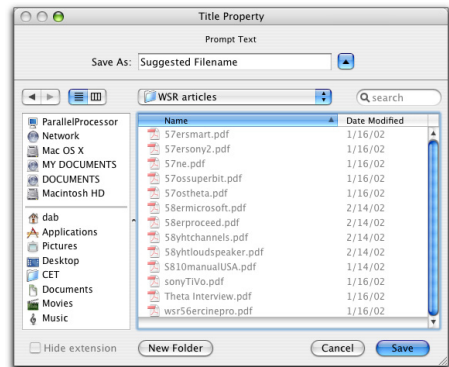 Title Property
Prompt Text
Save As: Suggested Filename
WSR articles
search
ParallelProcessor
Network
Mac OS X
MY DOCUMENTS
DOCUMENTS
Macintosh HD
dab
Applications
Pictures
Desktop
CET
Documents
Movies
Music
Name Date Modified
57ersmart.pdf 1/16/02
57ersony2.pdf 1/16/02
57ne.pdf 1/16/02
57ossuperbit.pdf 1/16/02
57ostheta.pdf 1/16/02
58ermicrosoft.pdf 2/14/02
58erproceed.pdf 2/14/02
58yhtchannels.pdf 2/14/02
58yhtloudspeaker.pdf 2/14/02
S810manualUSA.pdf 1/14/02
sonyTiVo.pdf 1/16/02
Theta Interview.pdf 1/16/02
wsr56ercinepro.pdf 1/16/02
Hide extension New Folder Cancel Save